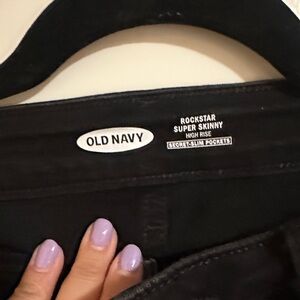 OLD NAVY
ROCKSTAR
SUPER SKINNY
HIGH RISE
SECRET-SLIM POCKETS